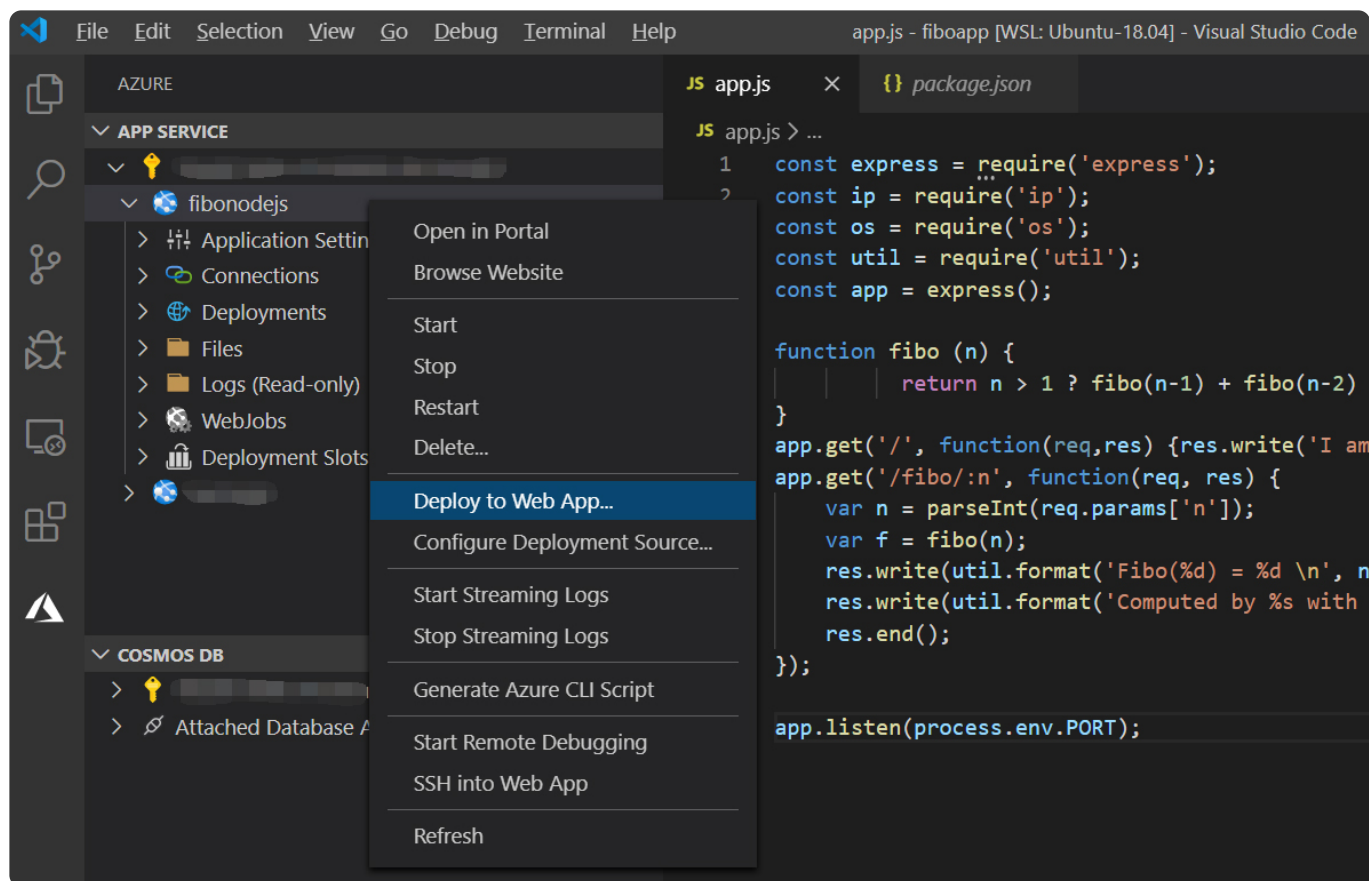 File Edit Selection View Go Debug Terminal Help app.js - fiboapp [WSL: Ubuntu-18.04] - Visual Studio Code
AZURE
APP SERVICE
fibonodejs
Application Settin
Connections
Deployments
Files
Logs (Read-only)
WebJobs
Deployment Slots
COSMOS DB
Attached Database A
Open in Portal
Browse Website
Start
Stop
Restart
Delete...
Deploy to Web App...
Configure Deployment Source...
Start Streaming Logs
Stop Streaming Logs
Generate Azure CLI Script
Start Remote Debugging
SSH into Web App
Refresh
JS app.js × {} package.json
JS app.js > ...
1 const express = require('express');
2 const ip = require('ip');
const os = require('os');
const util = require('util');
const app = express();
function fibo (n) {
return n > 1 ? fibo(n-1) + fibo(n-2)
}
app.get('/', function(req,res) {res.write('I am
app.get('/fibo/:n', function(req, res) {
var n = parseInt(req.params['n']);
var f = fibo(n);
res.write(util.format('Fibo(%d) = %d \n', n
res.write(util.format('Computed by %s with
res.end();
});
app.listen(process.env.PORT);